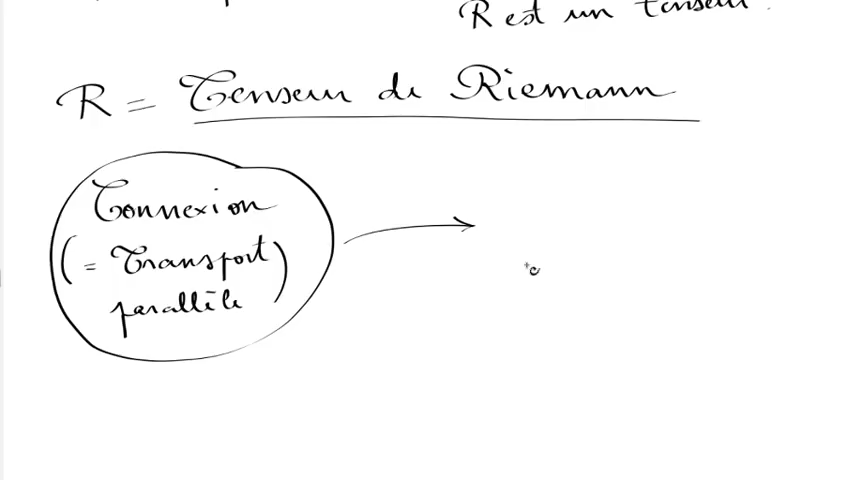 R est un tenseur.
R = Tenseur de Riemann
Connexion
(= Transport
parallèle)